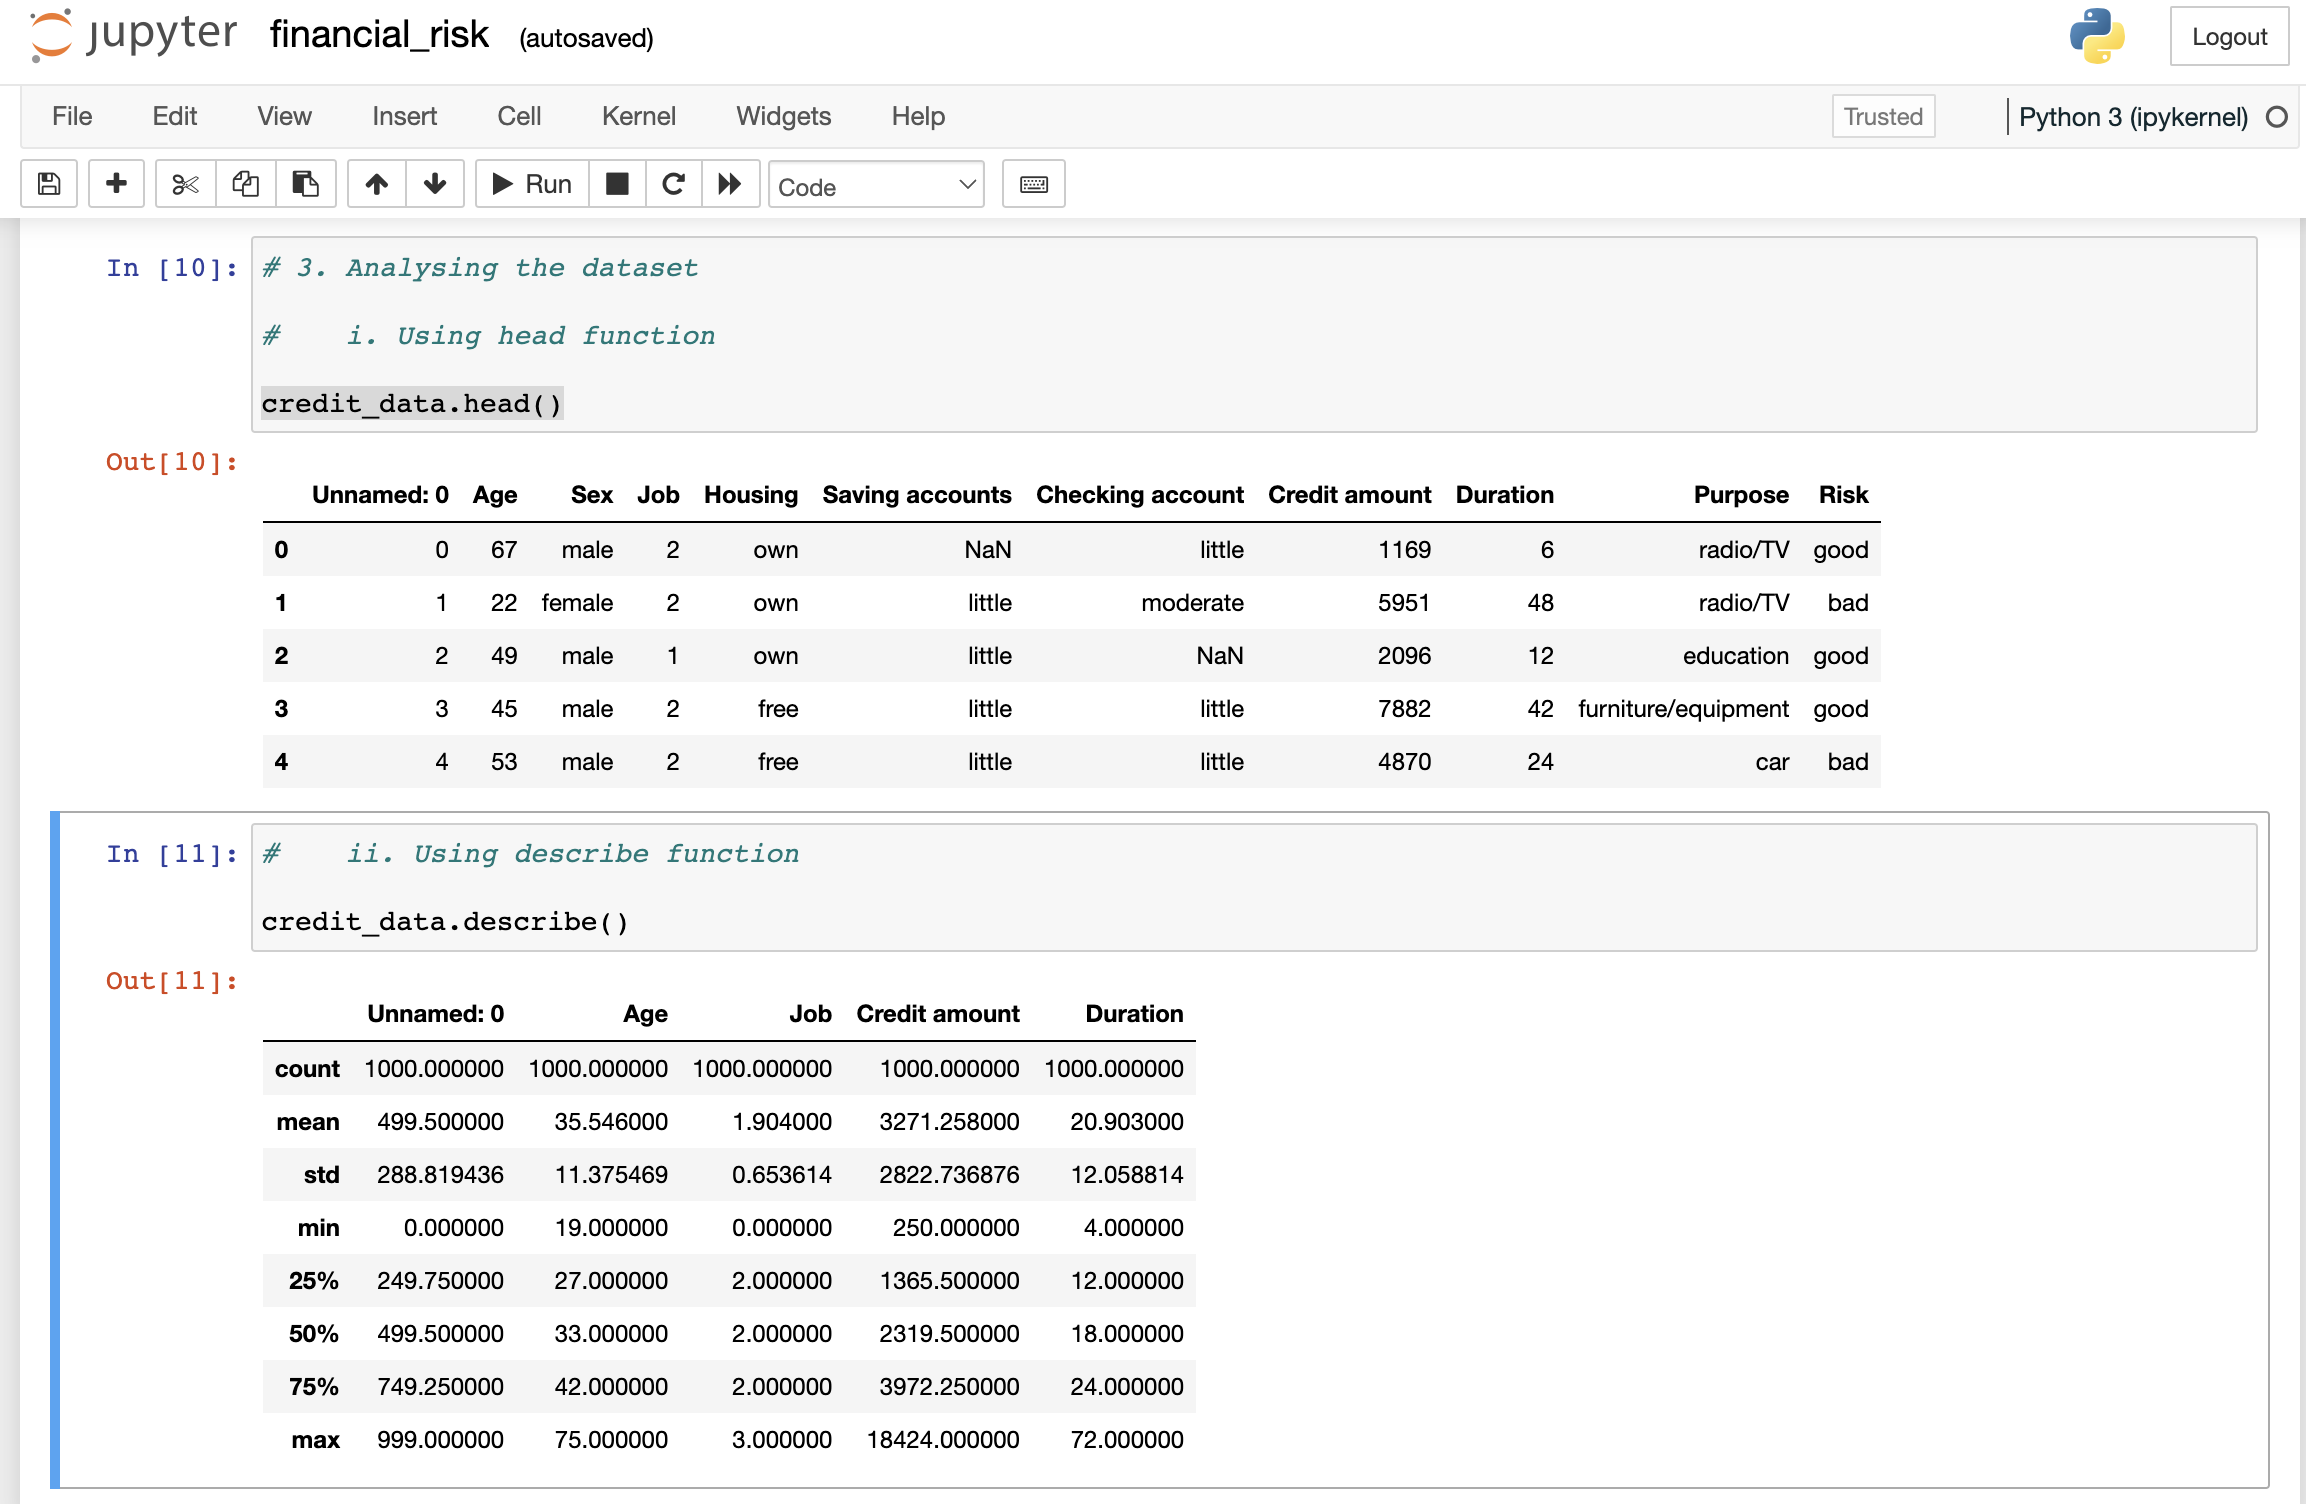 jupyter financial_risk (autosaved) Logout
File Edit View Insert Cell Kernel Widgets Help Trusted Python 3 (ipykernel)
Run Code
In [10]: # 3. Analysing the dataset
# i. Using head function
credit_data.head()
Out[10]:
Unnamed: 0 Age Sex Job Housing Saving accounts Checking account Credit amount Duration Purpose Risk
0 0 67 male 2 own NaN little 1169 6 radio/TV good
1 1 22 female 2 own little moderate 5951 48 radio/TV bad
2 2 49 male 1 own little NaN 2096 12 education good
3 3 45 male 2 free little little 7882 42 furniture/equipment good
4 4 53 male 2 free little little 4870 24 car bad
In [11]: # ii. Using describe function
credit_data.describe()
Out[11]:
Unnamed: 0 Age Job Credit amount Duration
count 1000.000000 1000.000000 1000.000000 1000.000000 1000.000000
mean 499.500000 35.546000 1.904000 3271.258000 20.903000
std 288.819436 11.375469 0.653614 2822.736876 12.058814
min 0.000000 19.000000 0.000000 250.000000 4.000000
25% 249.750000 27.000000 2.000000 1365.500000 12.000000
50% 499.500000 33.000000 2.000000 2319.500000 18.000000
75% 749.250000 42.000000 2.000000 3972.250000 24.000000
max 999.000000 75.000000 3.000000 18424.000000 72.000000